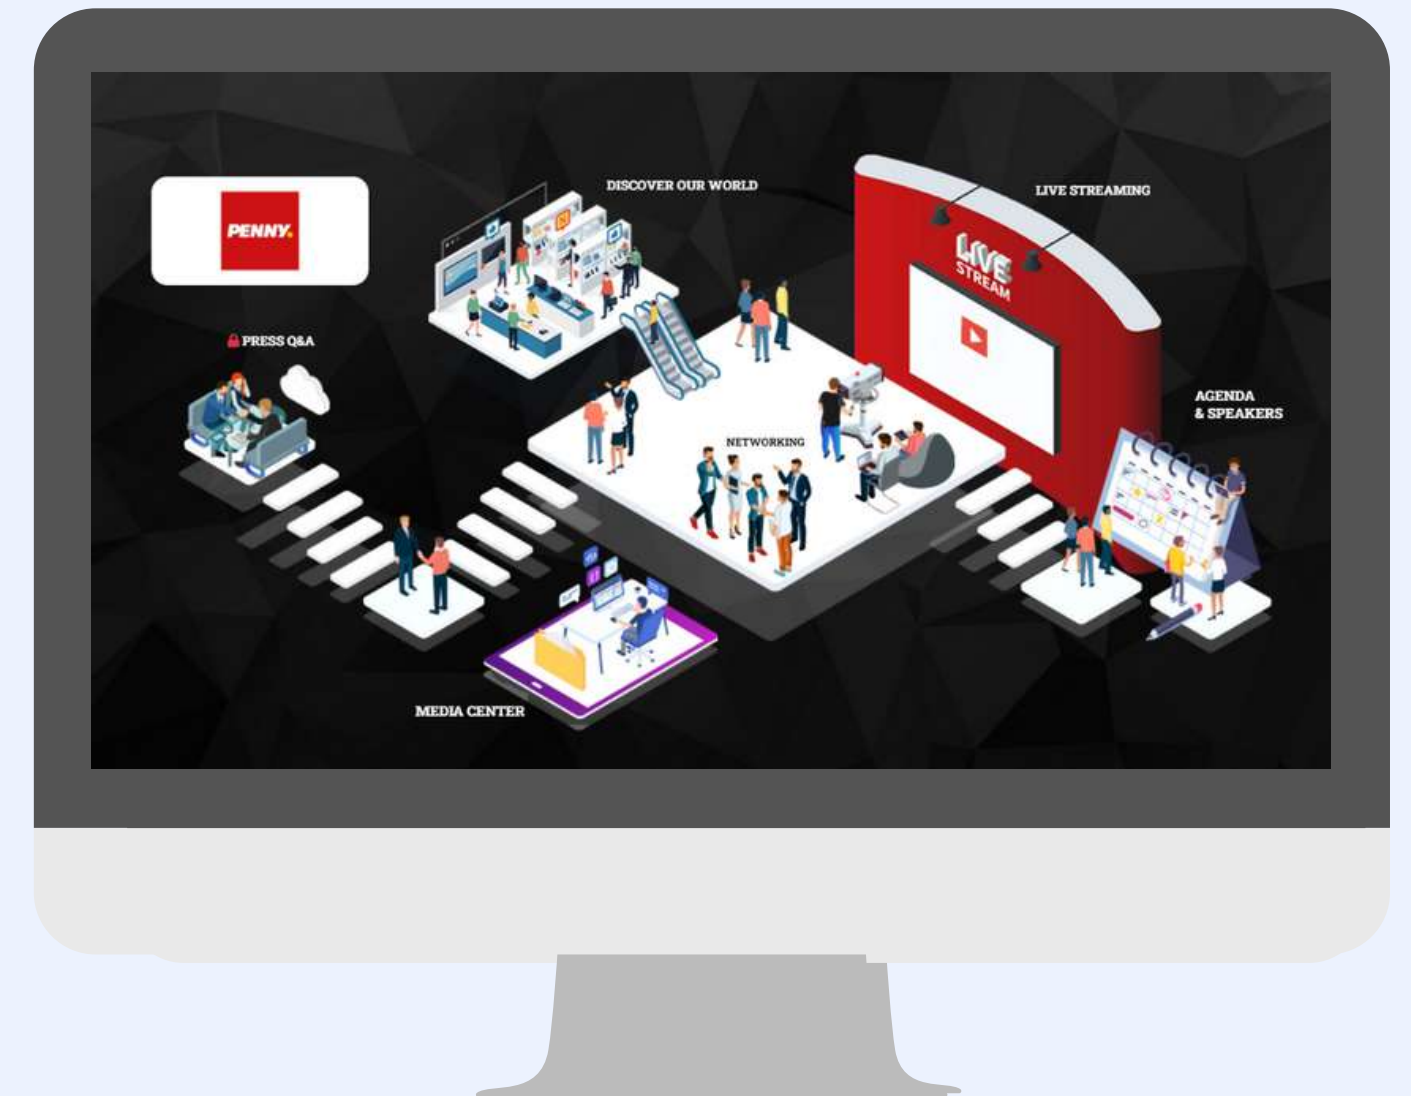 DISCOVER OUR WORLD
LIVE STREAMING
PENNY.
LIVE
STREAM
PRESS Q&A
AGENDA
& SPEAKERS
NETWORKING
MEDIA CENTER